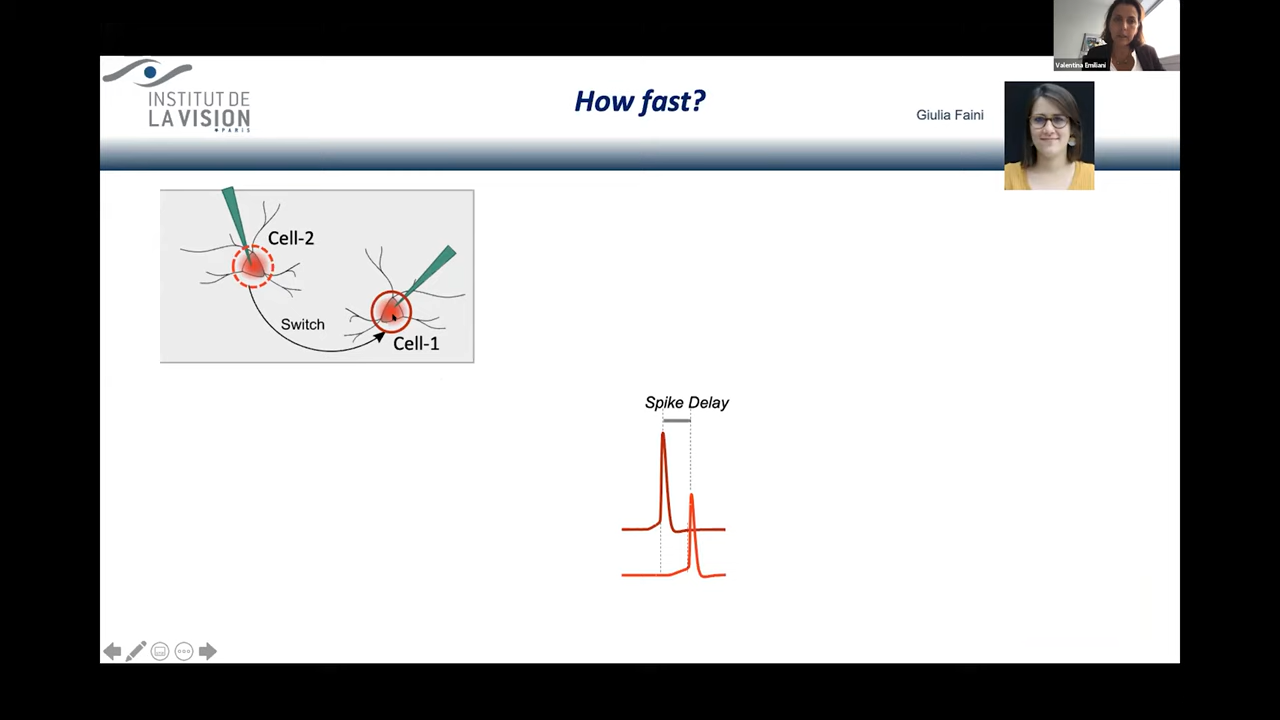 Valentina Emiliani
INSTITUT DE
LA VISION
PARIS
How fast?
Giulia Faini
Cell-2
Switch
Cell-1
Spike Delay